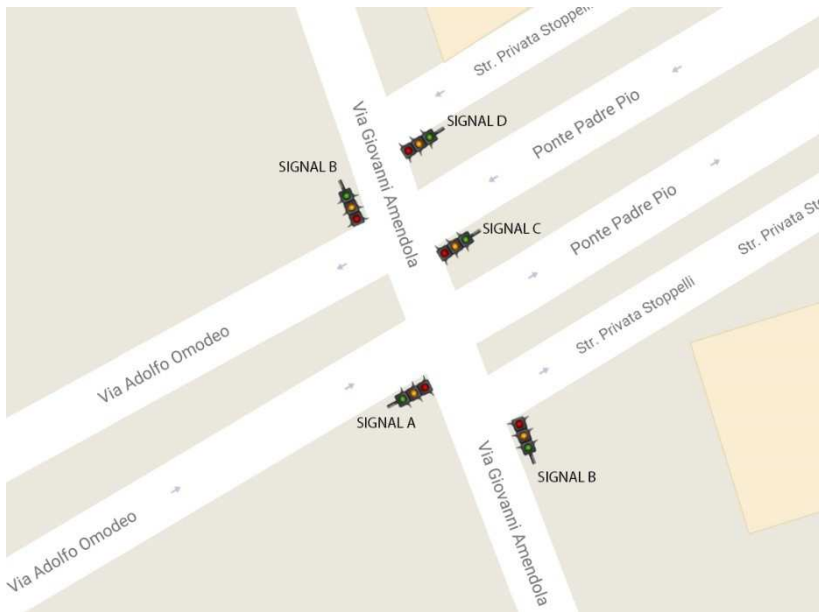 Str. Privata Stoppelli
SIGNAL D
Via Giovanni Amendola
Ponte Padre Pio
SIGNAL B
Ponte Padre Pio
SIGNAL C
Str. Privata
Str. Privata Stoppelli
Via Adolfo Omodeo
SIGNAL A
SIGNAL B
Via Giovanni Amendola
Via Adolfo Omodeo